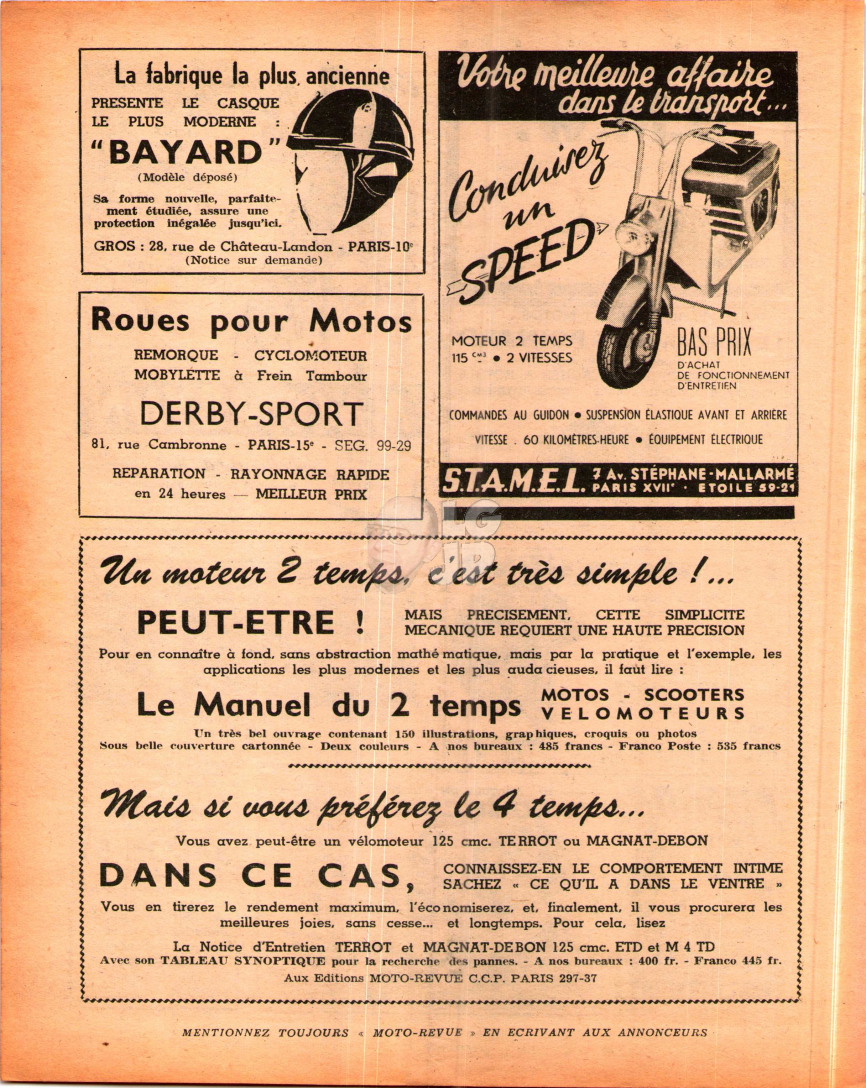 La fabrique la plus ancienne
PRESENTE LE CASQUE
LE PLUS MODERNE :
"BAYARD"
(Modèle déposé)
Sa forme nouvelle, parfaite-
ment étudiée, assure une
protection inégalée jusqu'ici.
GROS : 28, rue de Château-Landon - PARIS-10e
(Notice sur demande)
Votre meilleure affaire
dans le transport...
Conduisez
un
SPEED
MOTEUR 2 TEMPS
115 CM3 • 2 VITESSES
BAS PRIX
D'ACHAT
DE FONCTIONNEMENT
D'ENTRETIEN
COMMANDES AU GUIDON • SUSPENSION ÉLASTIQUE AVANT ET ARRIÈRE
VITESSE . 60 KILOMÈTRES-HEURE • ÉQUIPEMENT ÉLECTRIQUE
S.T.A.M.E.L. 7 AV. STÉPHANE-MALLARMÉ
PARIS XVIIe • ETOILE 59-21
Roues pour Motos
REMORQUE - CYCLOMOTEUR
MOBYLETTE à Frein Tambour
DERBY-SPORT
81, rue Cambronne - PARIS-15e - SEG. 99-29
REPARATION - RAYONNAGE RAPIDE
en 24 heures — MEILLEUR PRIX
LG
JB
Un moteur 2 temps, c'est très simple !...
PEUT-ETRE ! MAIS PRECISEMENT, CETTE SIMPLICITE
MECANIQUE REQUIERT UNE HAUTE PRECISION
Pour en connaître à fond, sans abstraction mathé matique, mais par la pratique et l'exemple, les
applications les plus modernes et les plus auda cieuses, il faût lire :
Le Manuel du 2 temps MOTOS - SCOOTERS
VELOMOTEURS
Un très bel ouvrage contenant 150 illustrations, grap hiques, croquis ou photos
Sous belle couverture cartonnée - Deux couleurs - A nos bureaux : 485 francs - Franco Poste : 535 francs
Mais si vous préférez le 4 temps...
Vous avez peut-être un vélomoteur 125 cmc. TERROT ou MAGNAT-DEBON
DANS CE CAS, CONNAISSEZ-EN LE COMPORTEMENT INTIME
SACHEZ « CE QU'IL A DANS LE VENTRE »
Vous en tirerez le rendement maximum, l'éco nomiserez, et, finalement, il vous procurera les
meilleures joies, sans cesse... et longtemps. Pour cela, lisez
La Notice d'Entretien TERROT et MAGNAT-DEBON 125 cmc. ETD et M 4 TD
Avec son TABLEAU SYNOPTIQUE pour la recherche des pannes. - A nos bureaux : 400 fr. - Franco 445 fr.
Aux Editions MOTO-REVUE C.C.P. PARIS 297-37
MENTIONNEZ TOUJOURS « MOTO-REVUE » EN ECRIVANT AUX ANNONCEURS